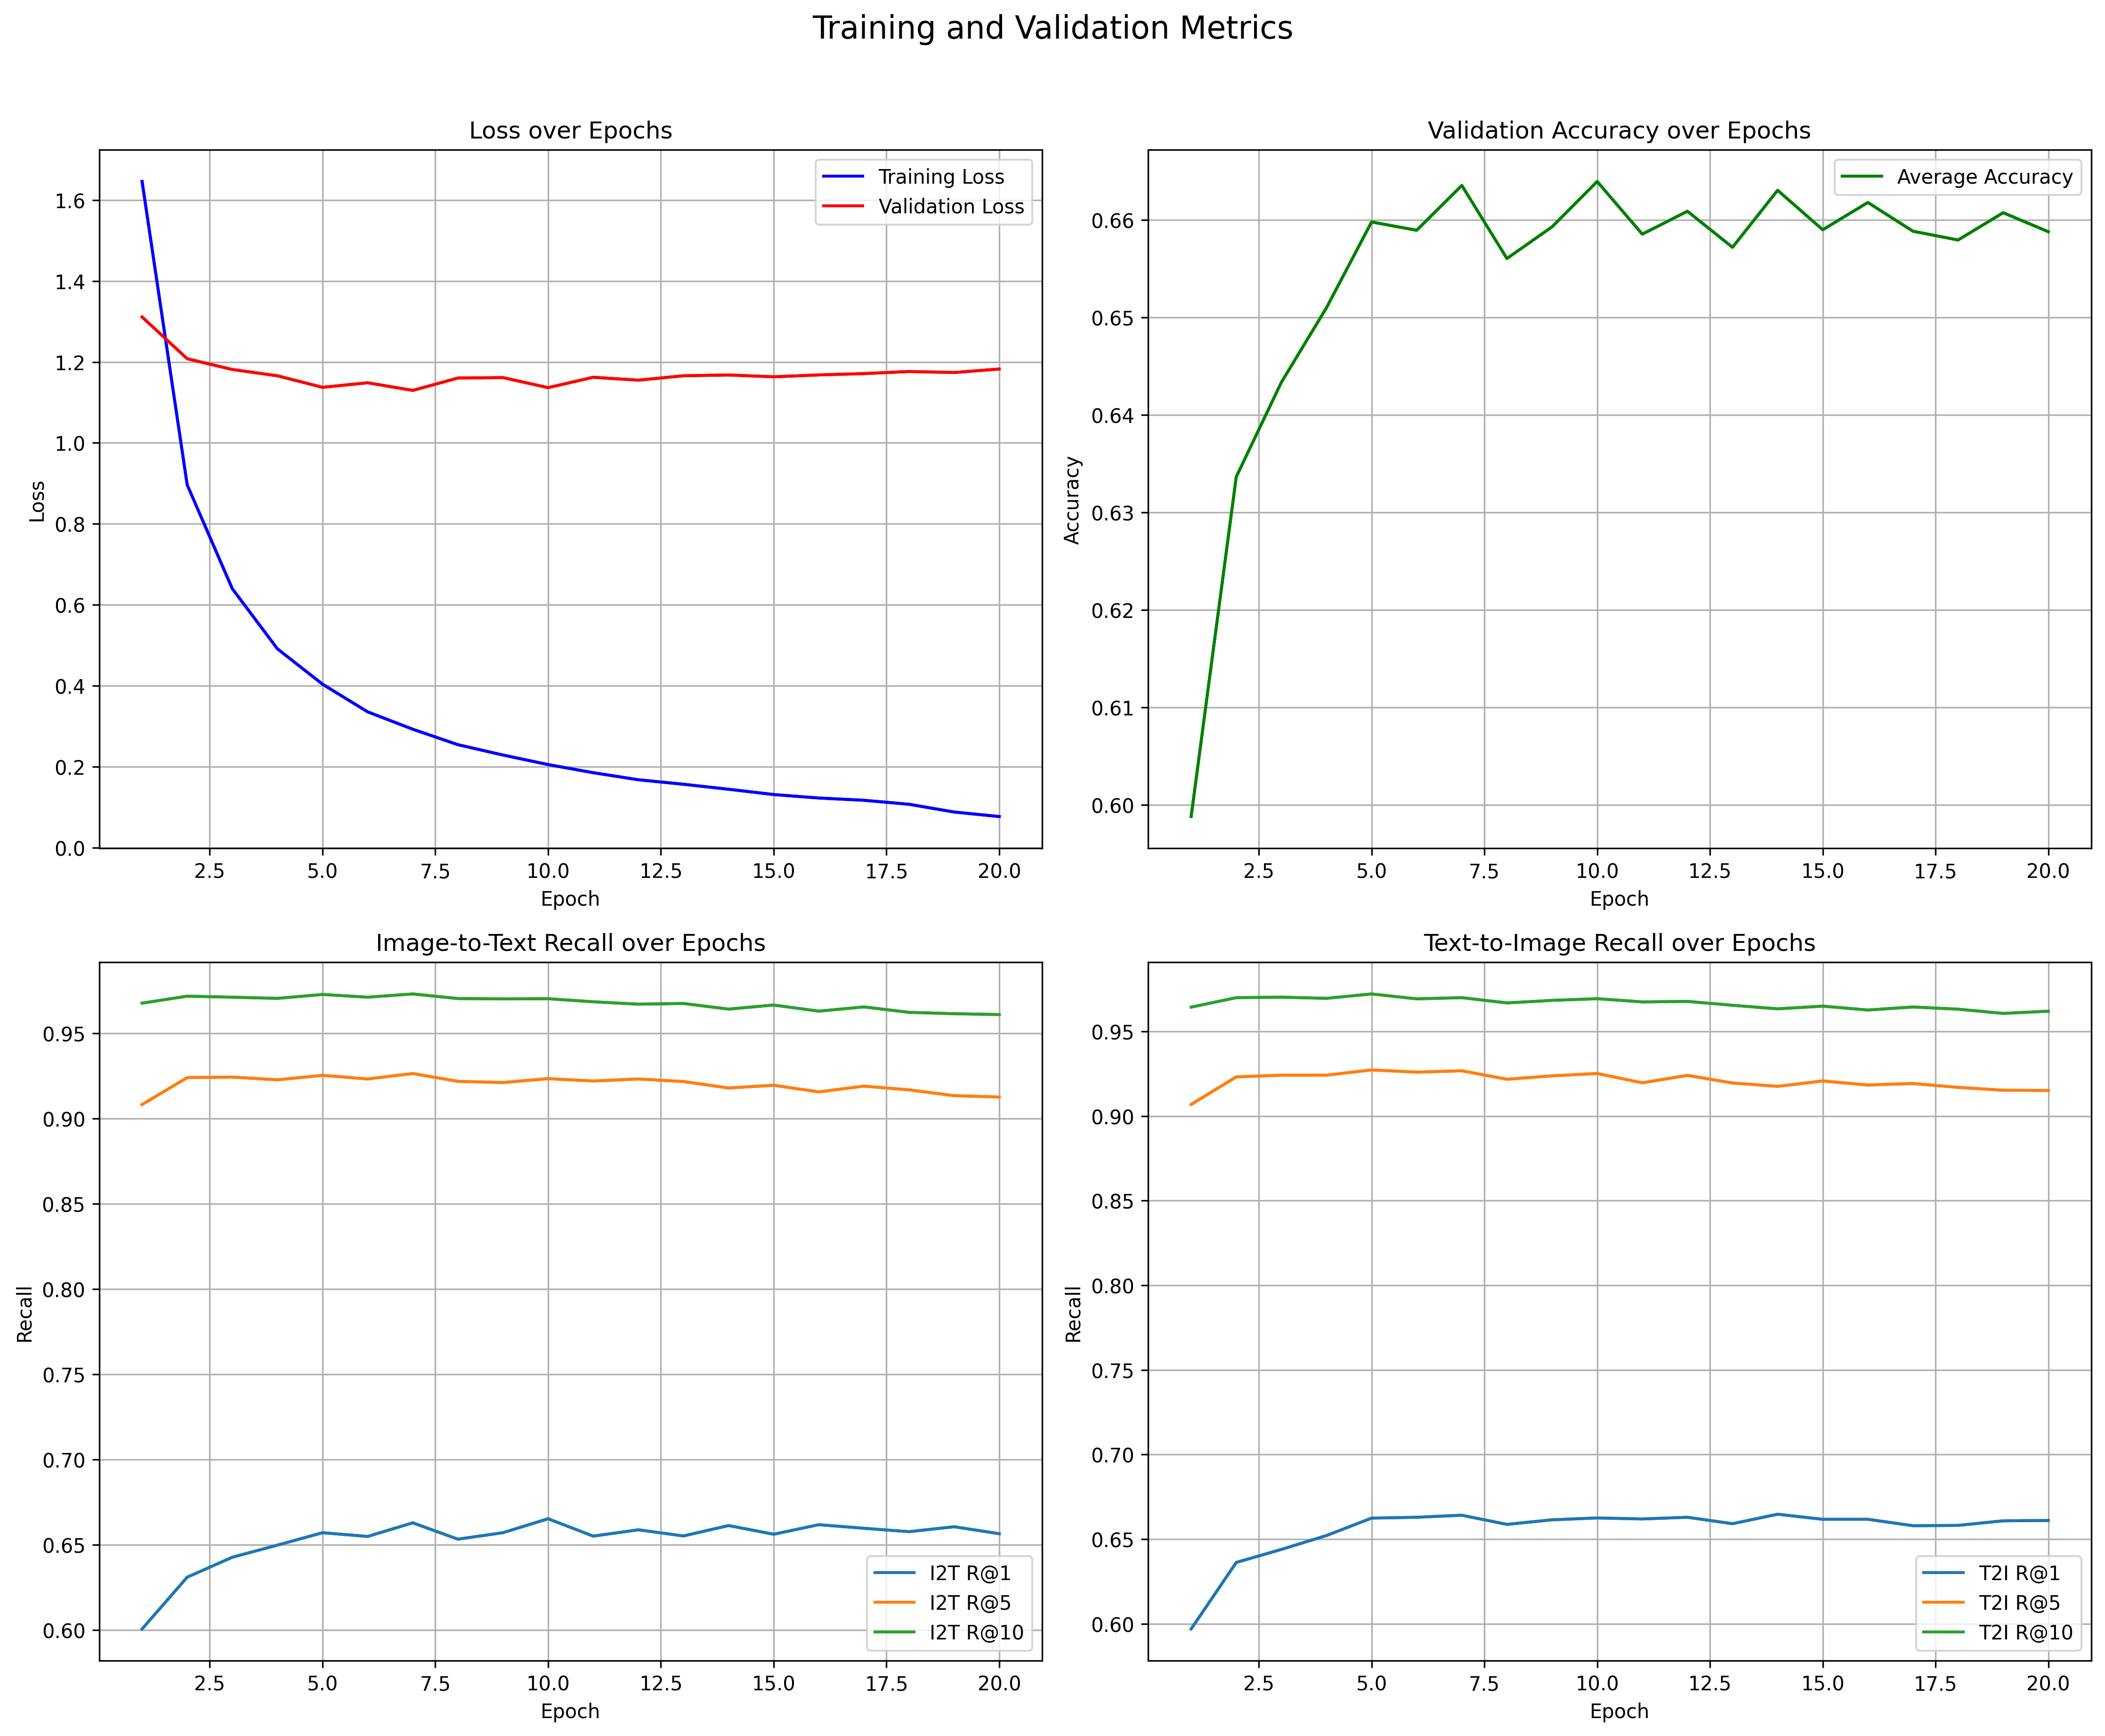 Training and Validation Metrics
Loss over Epochs
Training Loss
Validation Loss
1.6
1.4
1.2
1.0
0.8
0.6
0.4
0.2
0.0
Loss
2.5 5.0 7.5 10.0 12.5 15.0 17.5 20.0
Epoch
Validation Accuracy over Epochs
Average Accuracy
0.66
0.65
0.64
0.63
0.62
0.61
0.60
Accuracy
2.5 5.0 7.5 10.0 12.5 15.0 17.5 20.0
Epoch
Image-to-Text Recall over Epochs
0.95
0.90
0.85
0.80
0.75
0.70
0.65
0.60
Recall
I2T R@1
I2T R@5
I2T R@10
2.5 5.0 7.5 10.0 12.5 15.0 17.5 20.0
Epoch
Text-to-Image Recall over Epochs
0.95
0.90
0.85
0.80
0.75
0.70
0.65
0.60
Recall
T2I R@1
T2I R@5
T2I R@10
2.5 5.0 7.5 10.0 12.5 15.0 17.5 20.0
Epoch